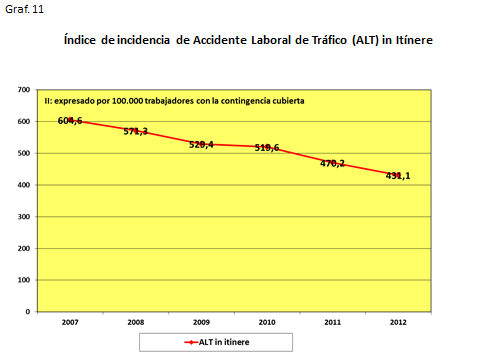 Graf. 11
Índice de incidencia de Accidente Laboral de Tráfico (ALT) in Itínere
II: expresado por 100.000 trabajadores con la contingencia cubierta
700
600
500
400
300
200
100
0
604,6
571,3
529,4
519,6
470,2
431,1
2007 2008 2009 2010 2011 2012
ALT in itinere